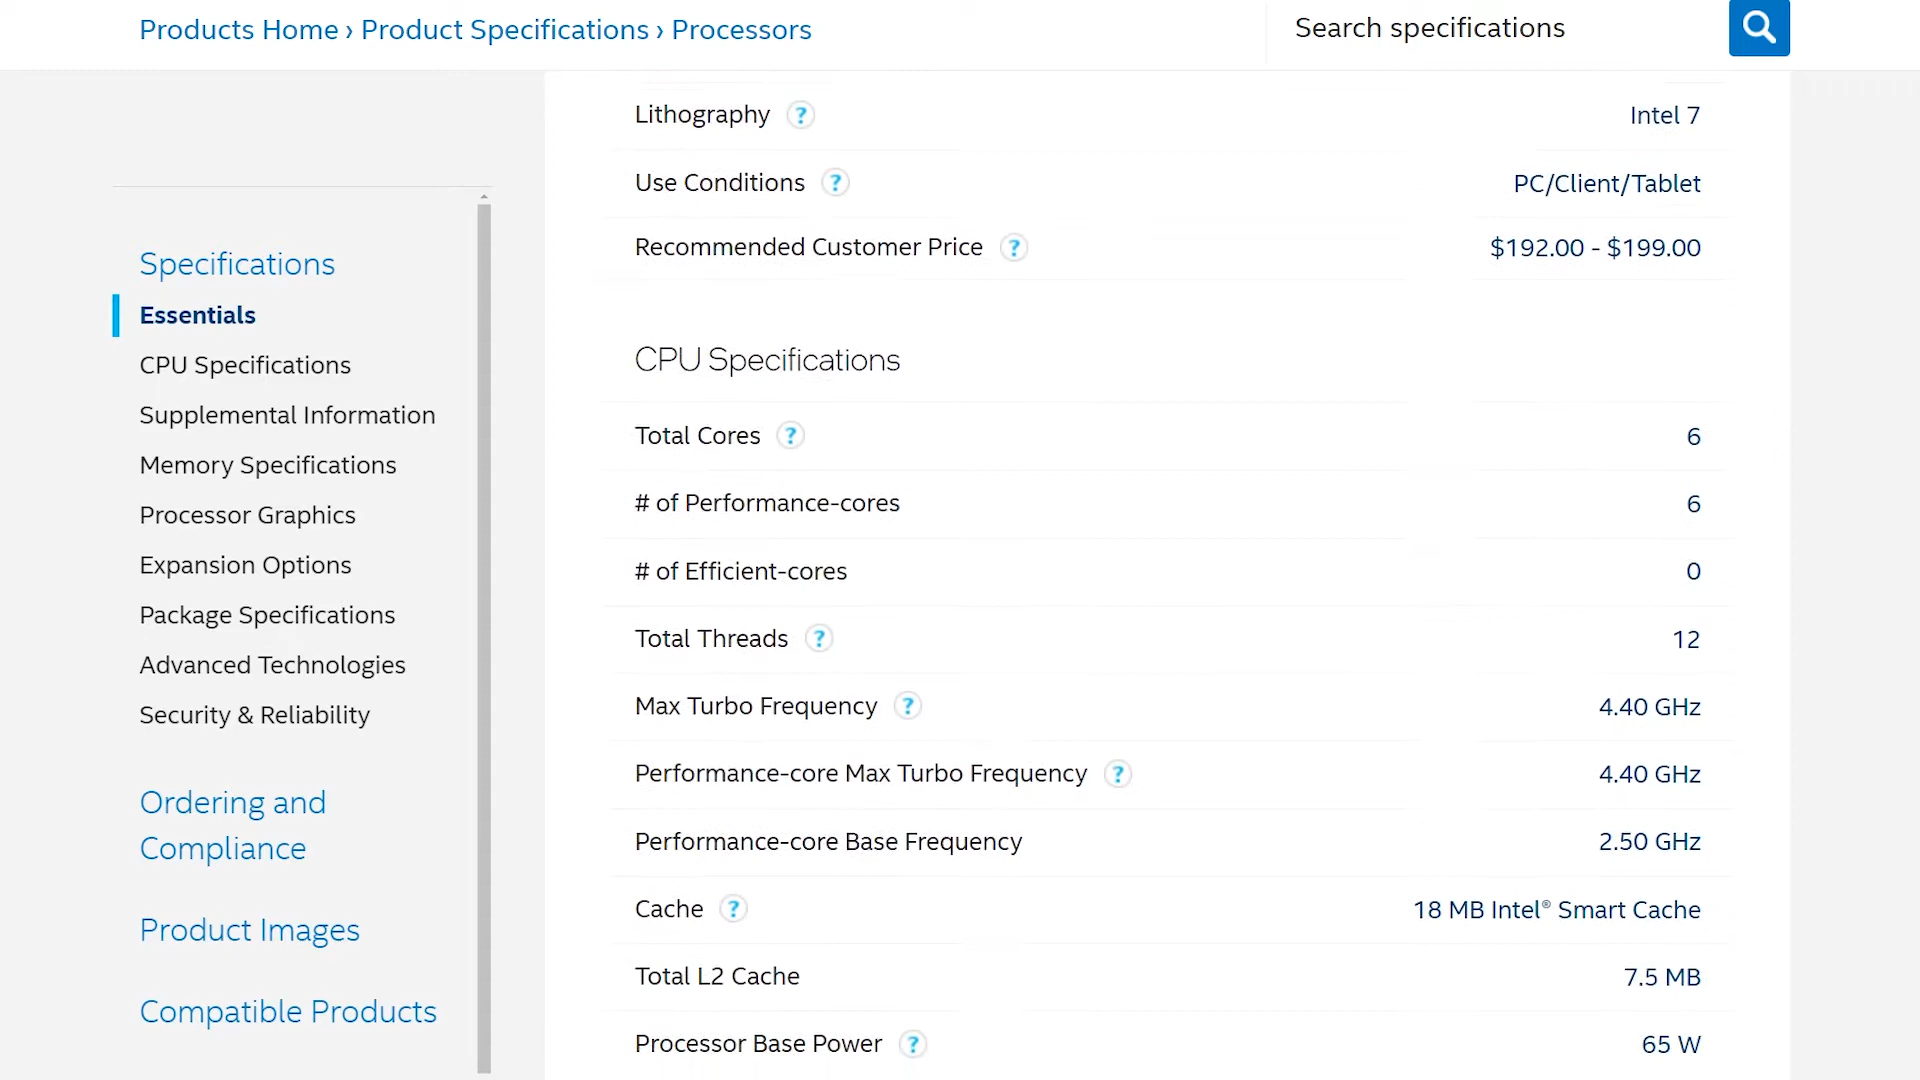 Products Home › Product Specifications › Processors
Search specifications
Specifications
Essentials
CPU Specifications
Supplemental Information
Memory Specifications
Processor Graphics
Expansion Options
Package Specifications
Advanced Technologies
Security & Reliability
Ordering and
Compliance
Product Images
Compatible Products
Lithography ? Intel 7
Use Conditions ? PC/Client/Tablet
Recommended Customer Price ? $192.00 - $199.00
CPU Specifications
Total Cores ? 6
# of Performance-cores 6
# of Efficient-cores 0
Total Threads ? 12
Max Turbo Frequency ? 4.40 GHz
Performance-core Max Turbo Frequency ? 4.40 GHz
Performance-core Base Frequency 2.50 GHz
Cache ? 18 MB Intel® Smart Cache
Total L2 Cache 7.5 MB
Processor Base Power ? 65 W